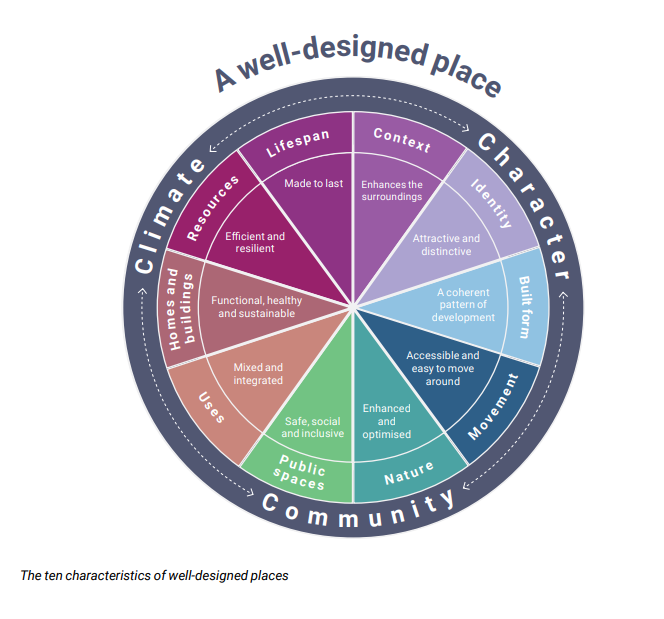 A well-designed place
Climate
Character
Community
Context
Enhances the
surroundings
Identity
Attractive and
distinctive
Built form
A coherent
pattern of
development
Movement
Accessible and
easy to move
around
Nature
Enhanced
and
optimised
Public
spaces
Safe, social
and inclusive
Uses
Mixed and
integrated
Homes and
buildings
Functional, healthy
and sustainable
Resources
Efficient and
resilient
Lifespan
Made to last
The ten characteristics of well-designed places